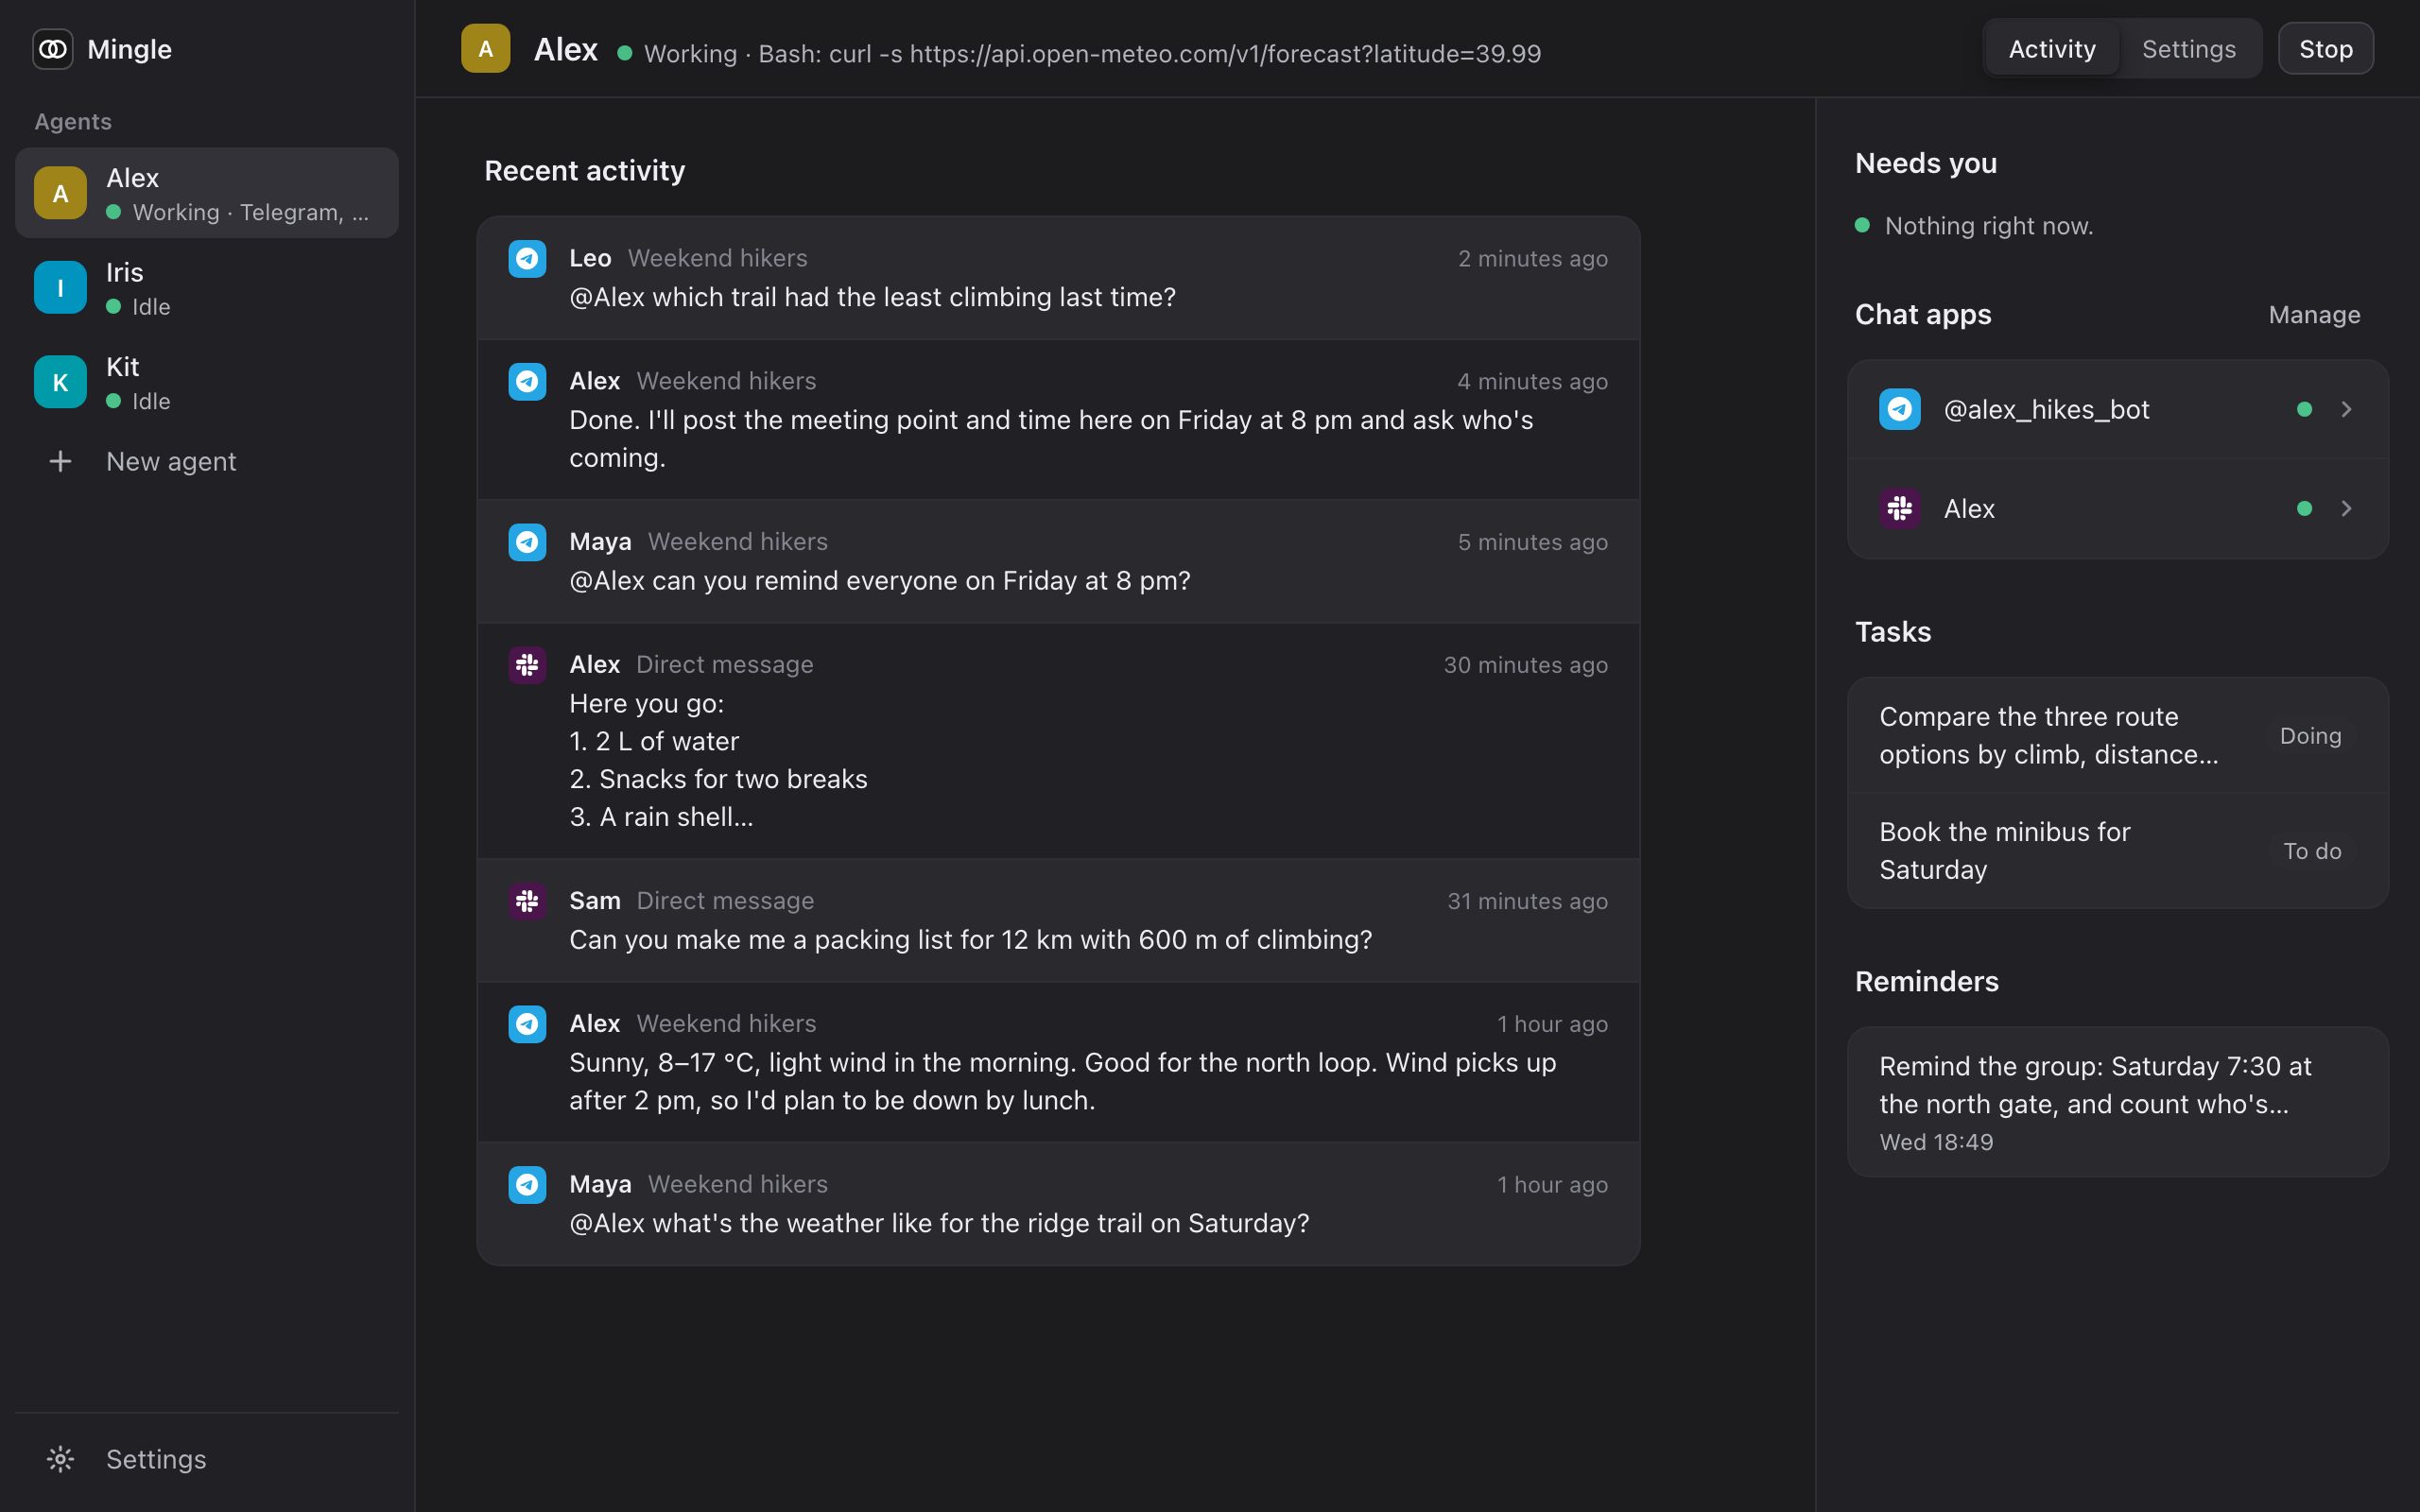 Mingle
Agents
A
Alex
Working · Telegram, ...
I
Iris
Idle
K
Kit
Idle
New agent
Settings
A
Alex
Working · Bash: curl -s https://api.open-meteo.com/v1/forecast?latitude=39.99
Activity
Settings
Stop
Recent activity
Leo Weekend hikers 2 minutes ago
@Alex which trail had the least climbing last time?
Alex Weekend hikers 4 minutes ago
Done. I'll post the meeting point and time here on Friday at 8 pm and ask who's
coming.
Maya Weekend hikers 5 minutes ago
@Alex can you remind everyone on Friday at 8 pm?
Alex Direct message 30 minutes ago
Here you go:
1. 2 L of water
2. Snacks for two breaks
3. A rain shell...
Sam Direct message 31 minutes ago
Can you make me a packing list for 12 km with 600 m of climbing?
Alex Weekend hikers 1 hour ago
Sunny, 8–17 °C, light wind in the morning. Good for the north loop. Wind picks up
after 2 pm, so I'd plan to be down by lunch.
Maya Weekend hikers 1 hour ago
@Alex what's the weather like for the ridge trail on Saturday?
Needs you
Nothing right now.
Chat apps Manage
@alex_hikes_bot
Alex
Tasks
Compare the three route
options by climb, distance...
Doing
Book the minibus for
Saturday
To do
Reminders
Remind the group: Saturday 7:30 at
the north gate, and count who's...
Wed 18:49